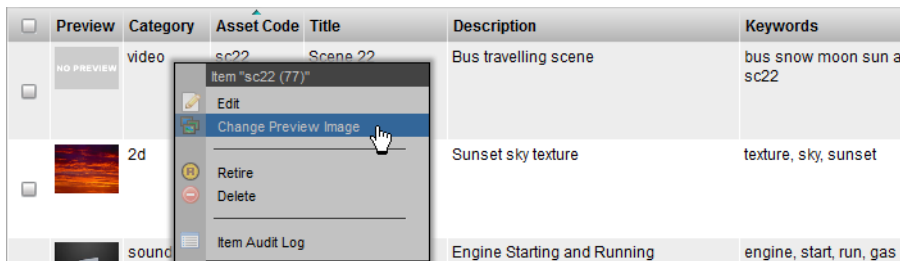 Preview Category Asset Code Title Description Keywords
NO PREVIEW video sc22 Scene 22 Bus travelling scene bus snow moon sun a
sc22
Item "sc22 (77)"
Edit
Change Preview Image
2d Sunset sky texture texture, sky, sunset
R Retire
Delete
Item Audit Log
sound Engine Starting and Running engine, start, run, gas